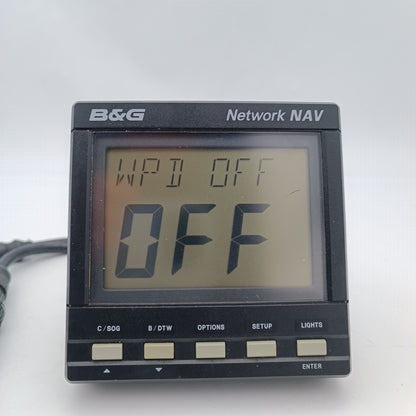 B&G Network NAV
WPD OFF
OFF
C / SOG B / DTW OPTIONS SETUP LIGHTS
ENTER